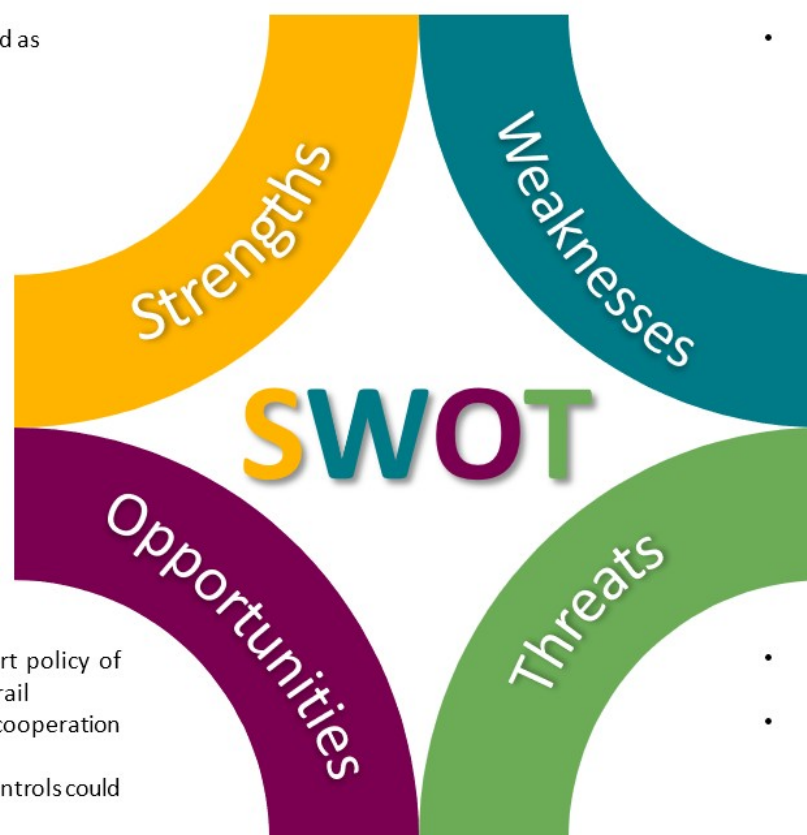 d as
•
Strengths
Weaknesses
SWOT
Opportunities
Threats
rt policy of
rail
cooperation
ntrols could
•
•